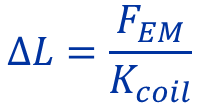 ΔL = F_EM / K_coil